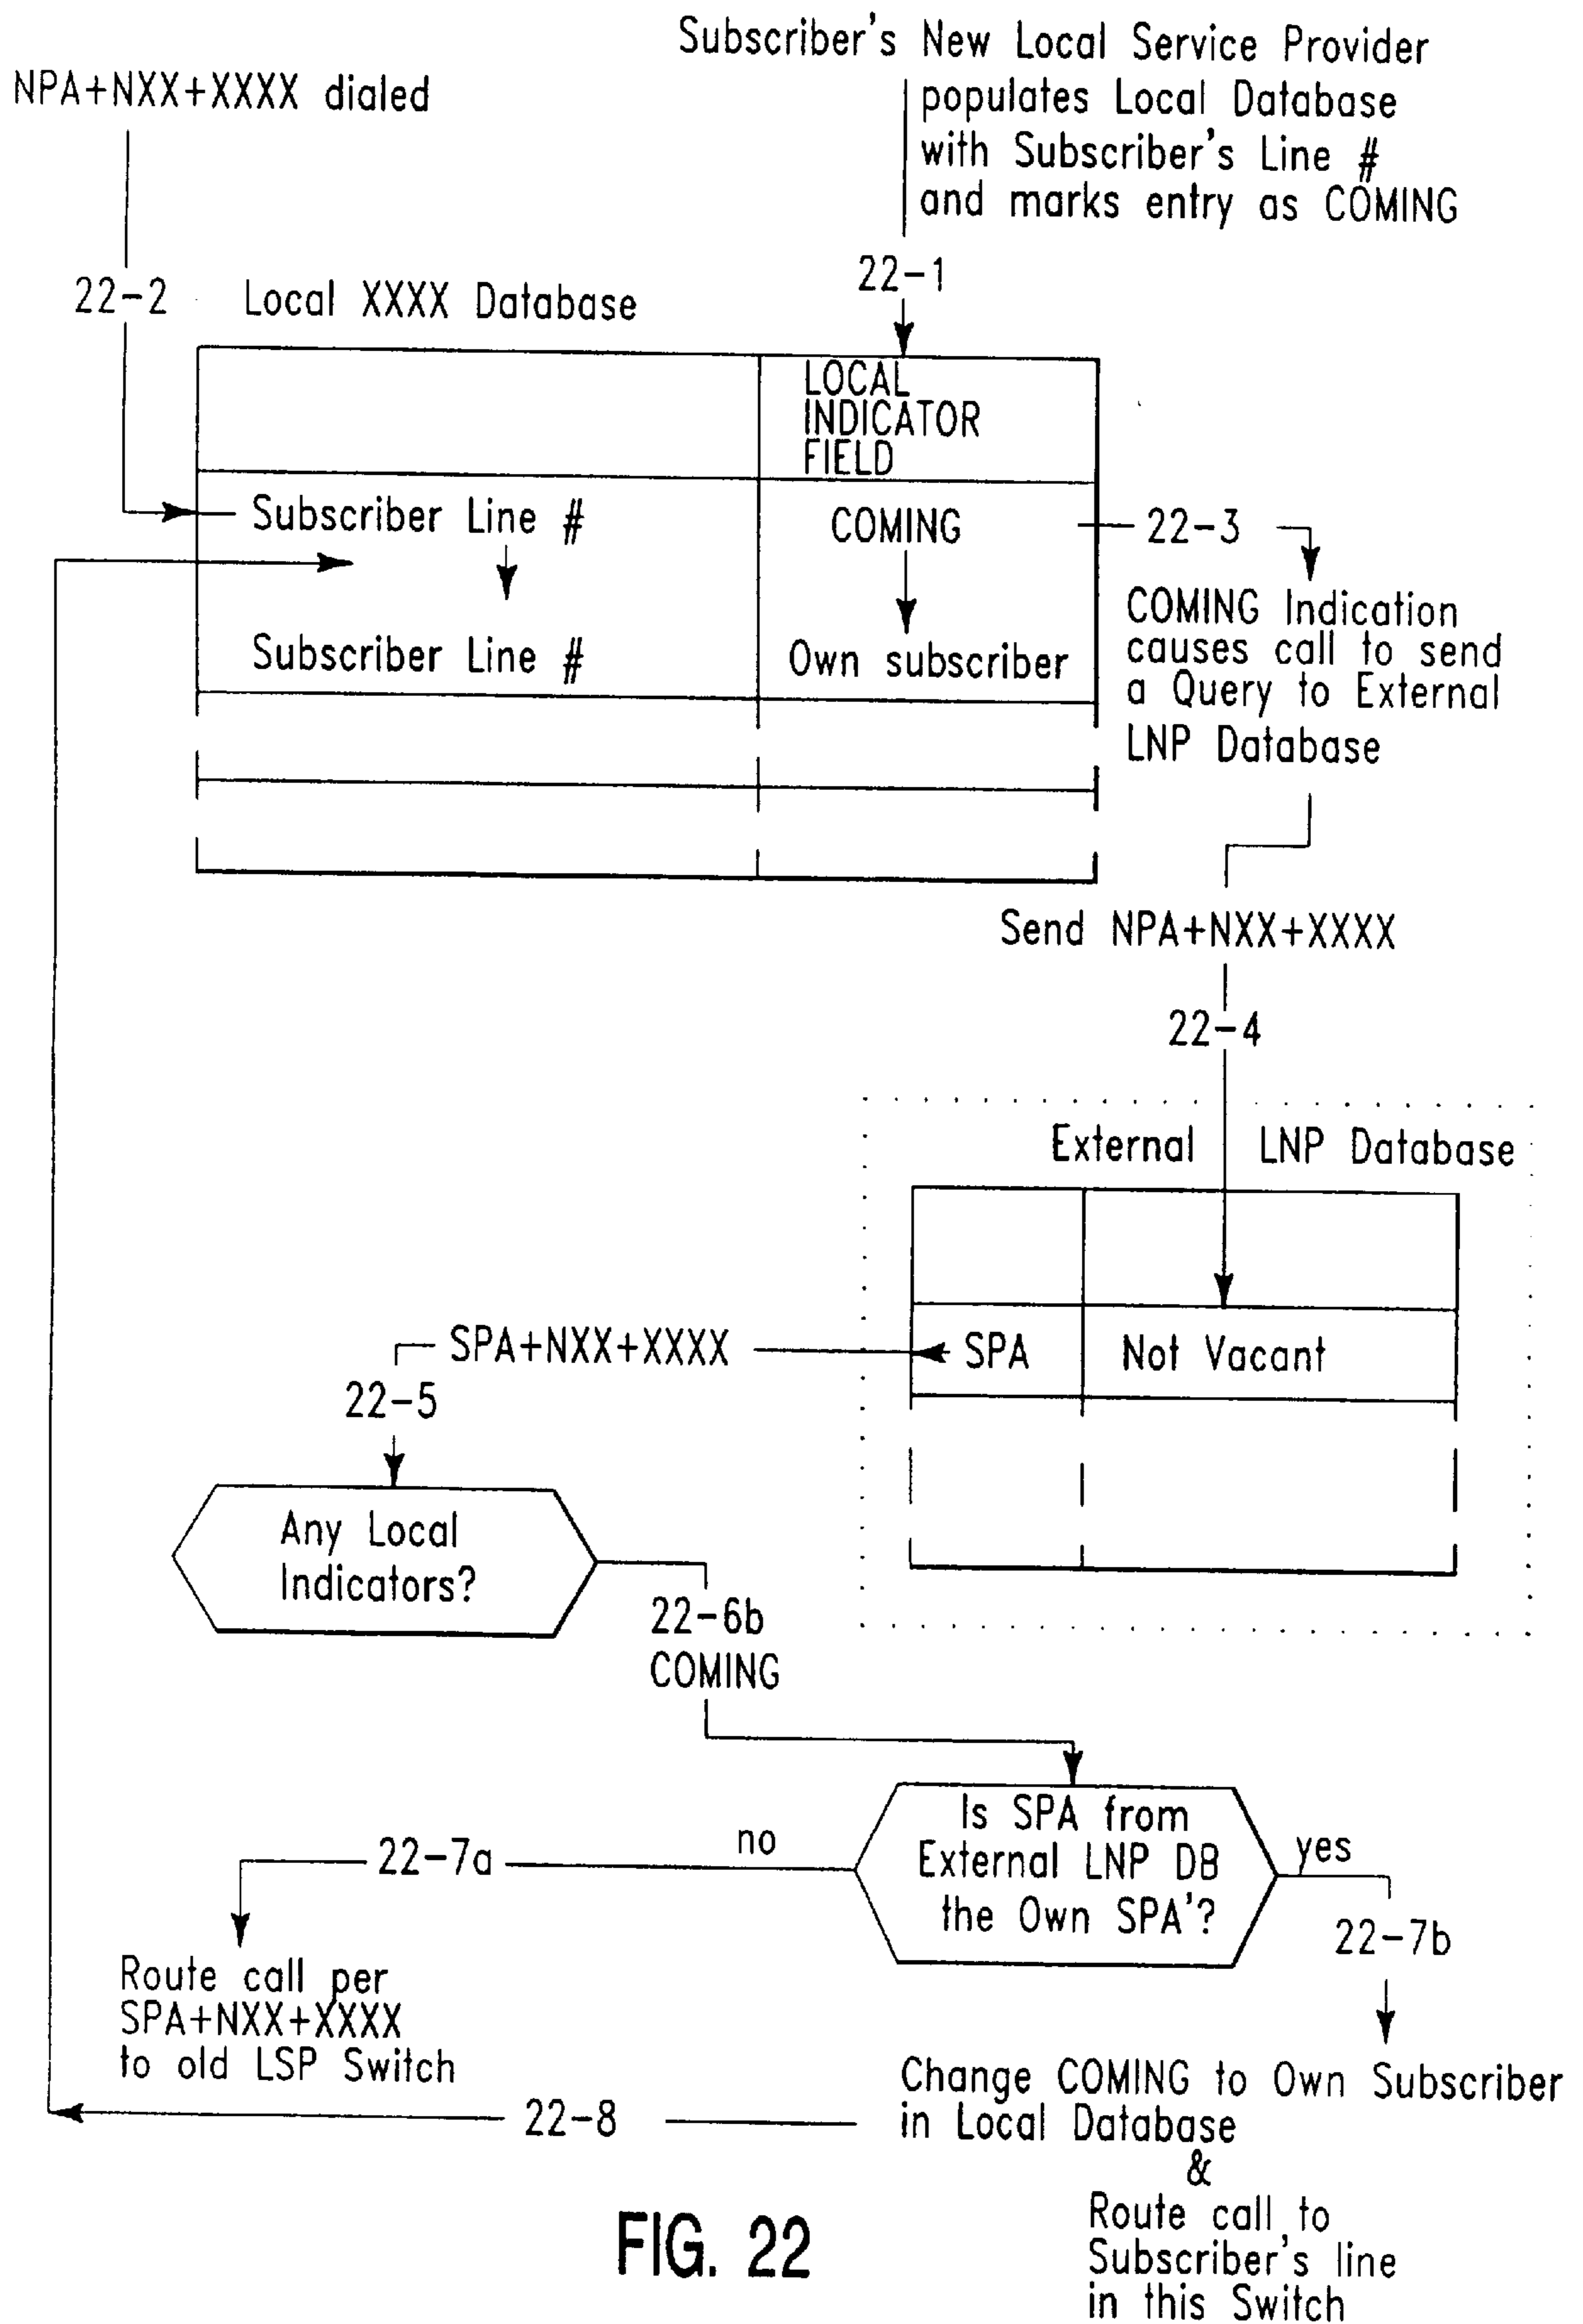 Subscriber's New Local Service Provider
populates Local Database
with Subscriber's Line #
and marks entry as COMING
NPA+NXX+XXXX dialed
22-1
22-2
Local XXXX Database
LOCAL
INDICATOR
FIELD
Subscriber Line #
COMING
22-3
Subscriber Line #
Own subscriber
COMING Indication
causes call to send
a Query to External
LNP Database
Send NPA+NXX+XXXX
22-4
External LNP Database
SPA+NXX+XXXX
SPA
Not Vacant
22-5
Any Local
Indicators?
22-6b
COMING
Is SPA from
External LNP DB
the Own SPA'?
no
yes
22-7a
22-7b
Route call per
SPA+NXX+XXXX
to old LSP Switch
Change COMING to Own Subscriber
in Local Database
&
Route call to
Subscriber's line
in this Switch
22-8
FIG. 22